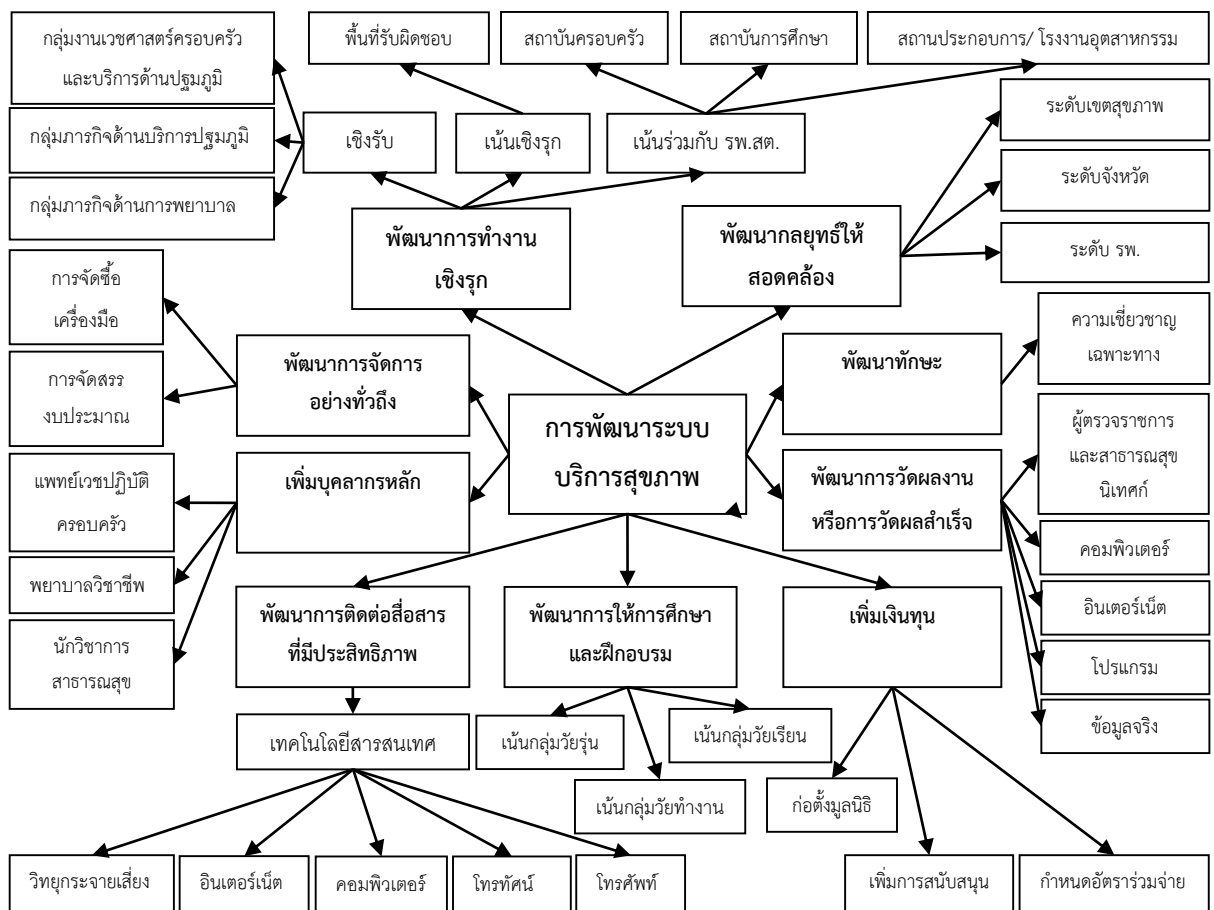 กลุ่มงานเวชศาสตร์ครอบครัว
และบริการด้านปฐมภูมิ
พื้นที่รับผิดชอบ
สถาบันครอบครัว
สถาบันการศึกษา
สถานประกอบการ/ โรงงานอุตสาหกรรม
กลุ่มภารกิจด้านบริการปฐมภูมิ
เชิงรับ
เน้นเชิงรุก
เน้นร่วมกับ รพ.สต.
ระดับเขตสุขภาพ
กลุ่มภารกิจด้านการพยาบาล
ระดับจังหวัด
พัฒนาการทำงาน
เชิงรุก
พัฒนากลยุทธ์ให้
สอดคล้อง
ระดับ รพ.
การจัดซื้อ
เครื่องมือ
พัฒนาการจัดการ
อย่างทั่วถึง
พัฒนาทักษะ
ความเชี่ยวชาญ
เฉพาะทาง
การจัดสรร
งบประมาณ
การพัฒนาระบบ
บริการสุขภาพ
ผู้ตรวจราชการ
และสาธารณสุข
นิเทศก์
แพทย์เวชปฏิบัติ
ครอบครัว
เพิ่มบุคลากรหลัก
พัฒนาการวัดผลงาน
หรือการวัดผลสำเร็จ
คอมพิวเตอร์
พยาบาลวิชาชีพ
อินเตอร์เน็ต
นักวิชาการ
สาธารณสุข
พัฒนาการติดต่อสื่อสาร
ที่มีประสิทธิภาพ
พัฒนาการให้การศึกษา
และฝึกอบรม
เพิ่มเงินทุน
โปรแกรม
ข้อมูลจริง
เทคโนโลยีสารสนเทศ
เน้นกลุ่มวัยรุ่น
เน้นกลุ่มวัยเรียน
เน้นกลุ่มวัยทำงาน
ก่อตั้งมูลนิธิ
วิทยุกระจายเสี่ยง
อินเตอร์เน็ต
คอมพิวเตอร์
โทรทัศน์
โทรศัพท์
เพิ่มการสนับสนุน
กำหนดอัตราร่วมจ่าย